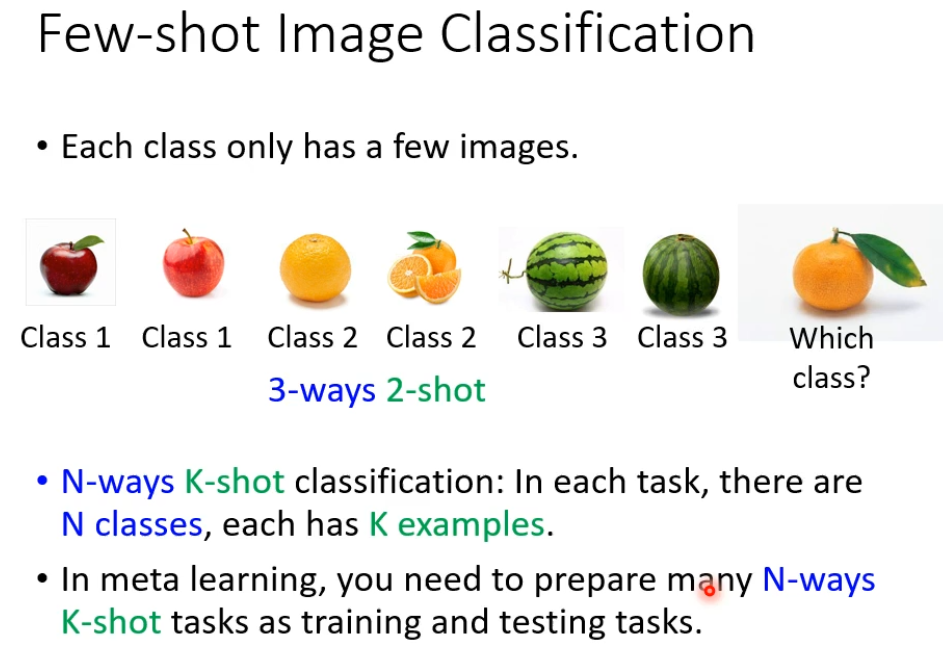 Few-shot Image Classification
• Each class only has a few images.
Class 1 Class 1 Class 2 Class 2 Class 3 Class 3 Which
class?
3-ways 2-shot
• N-ways K-shot classification: In each task, there are
N classes, each has K examples.
• In meta learning, you need to prepare many N-ways
K-shot tasks as training and testing tasks.